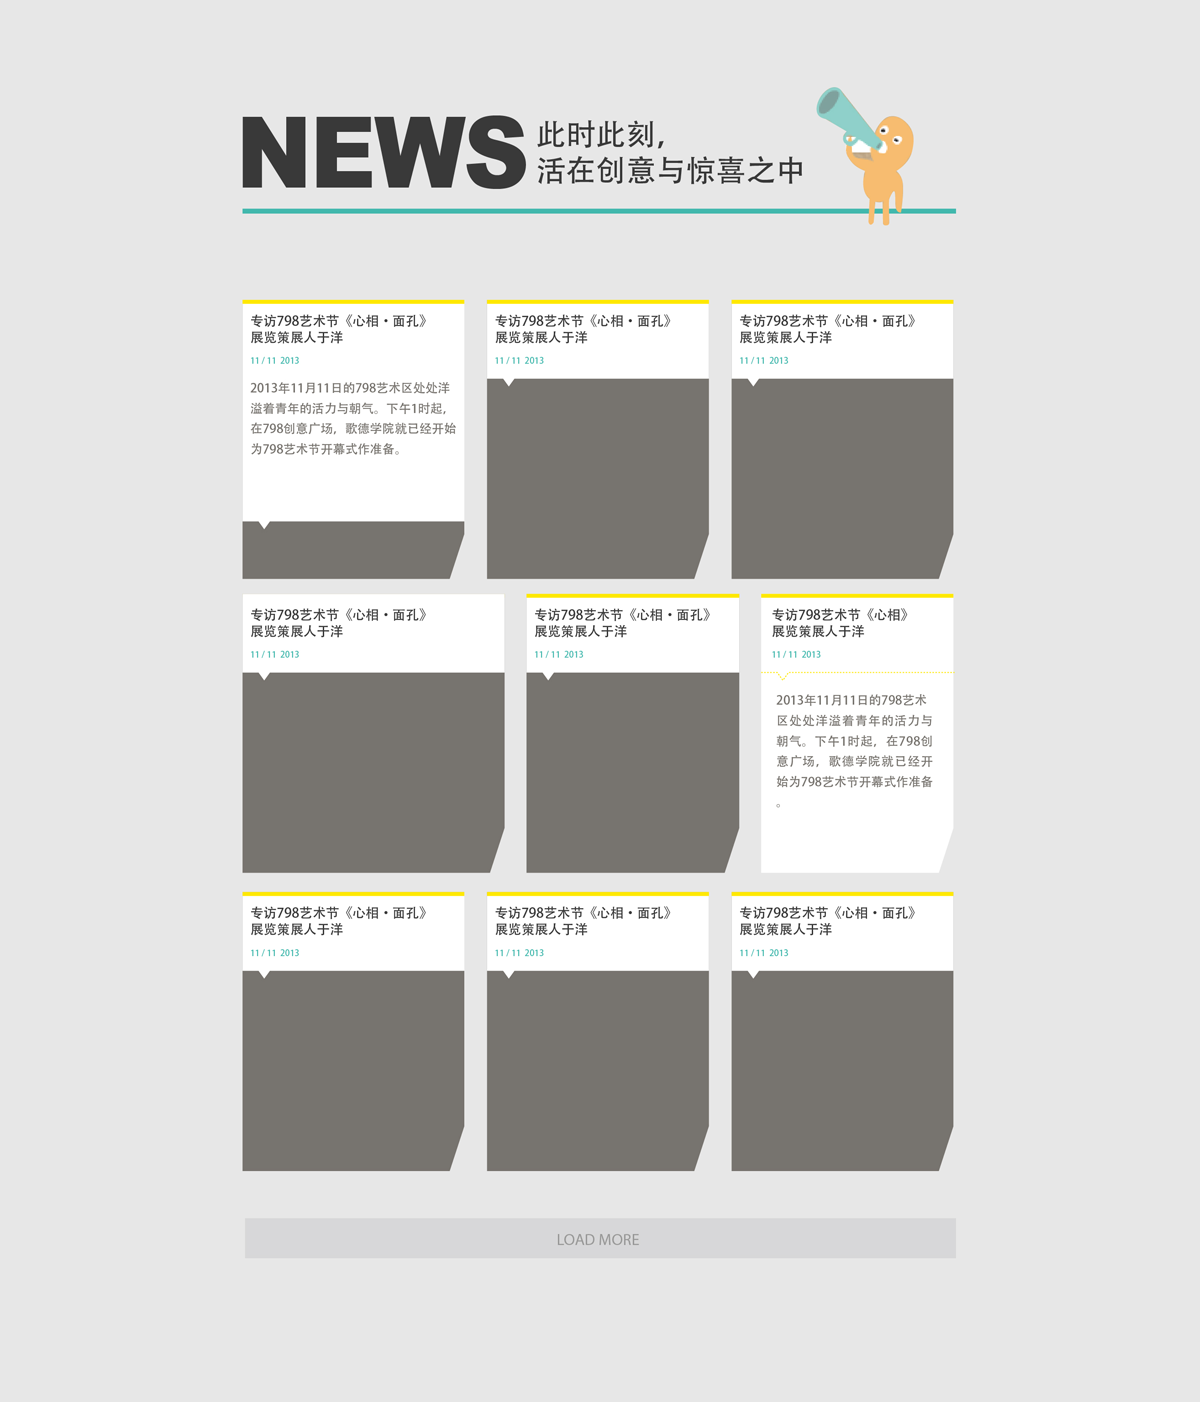 NEWS
此时此刻，
活在创意与惊喜之中
专访798艺术节《心相·面孔》
展览策展人于洋
11 / 11 2013
2013年11月11日的798艺术区处处洋
溢着青年的活力与朝气。下午1时起，
在798创意广场，歌德学院就已经开始
为798艺术节开幕式作准备。
专访798艺术节《心相·面孔》
展览策展人于洋
11 / 11 2013
专访798艺术节《心相·面孔》
展览策展人于洋
11 / 11 2013
专访798艺术节《心相·面孔》
展览策展人于洋
11 / 11 2013
专访798艺术节《心相·面孔》
展览策展人于洋
11 / 11 2013
专访798艺术节《心相》
展览策展人于洋
11 / 11 2013
2013年11月11日的798艺术
区处处洋溢着青年的活力与
朝气。下午1时起，在798创
意广场，歌德学院就已经开
始为798艺术节开幕式作准备
。
专访798艺术节《心相·面孔》
展览策展人于洋
11 / 11 2013
专访798艺术节《心相·面孔》
展览策展人于洋
11 / 11 2013
专访798艺术节《心相·面孔》
展览策展人于洋
11 / 11 2013
LOAD MORE